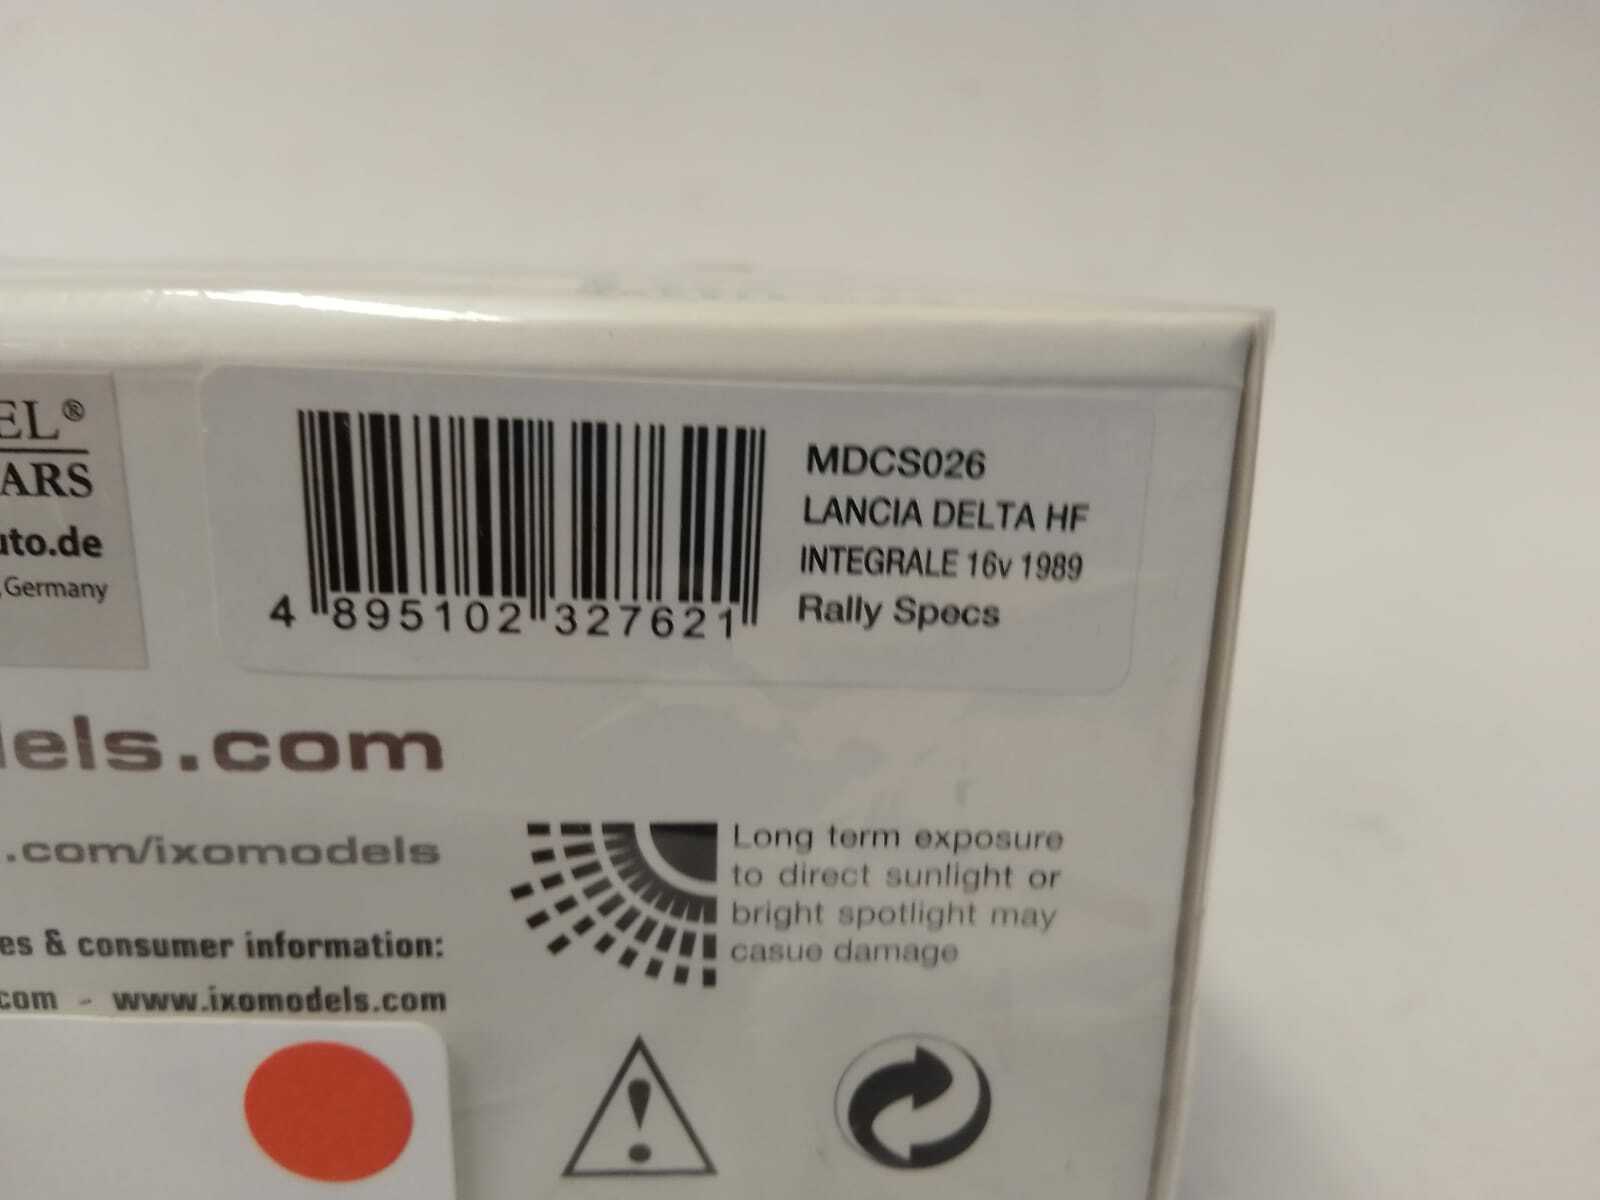 EL®
ARS
uto.de
, Germany
4 895102 327621
MDCS026
LANCIA DELTA HF
INTEGRALE 16v 1989
Rally Specs
lels.com
.com/ixomodels
es & consumer information:
com - www.ixomodels.com
Long term exposure
to direct sunlight or
bright spotlight may
casue damage